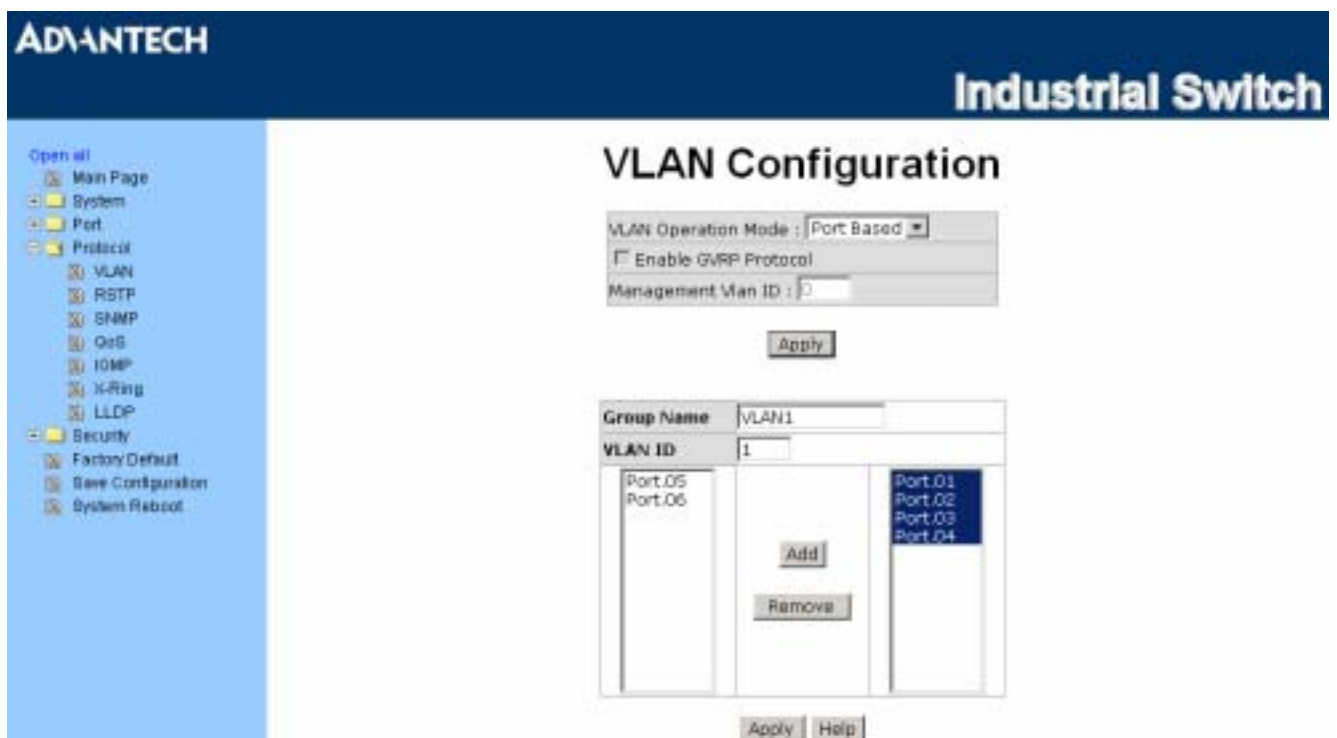 ADVANTECH
Industrial Switch
Open all
Main Page
System
Port
Protocol
VLAN
RSTP
SNMP
QoS
IGMP
X-Ring
LLDP
Security
Factory Default
Save Configuration
System Reboot
VLAN Configuration
VLAN Operation Mode : Port Based
Enable GVRP Protocol
Management Vlan ID : 0
Apply
Group Name VLAN1
VLAN ID 1
Port.05
Port.06
Add
Remove
Port.01
Port.02
Port.03
Port.04
Apply Help